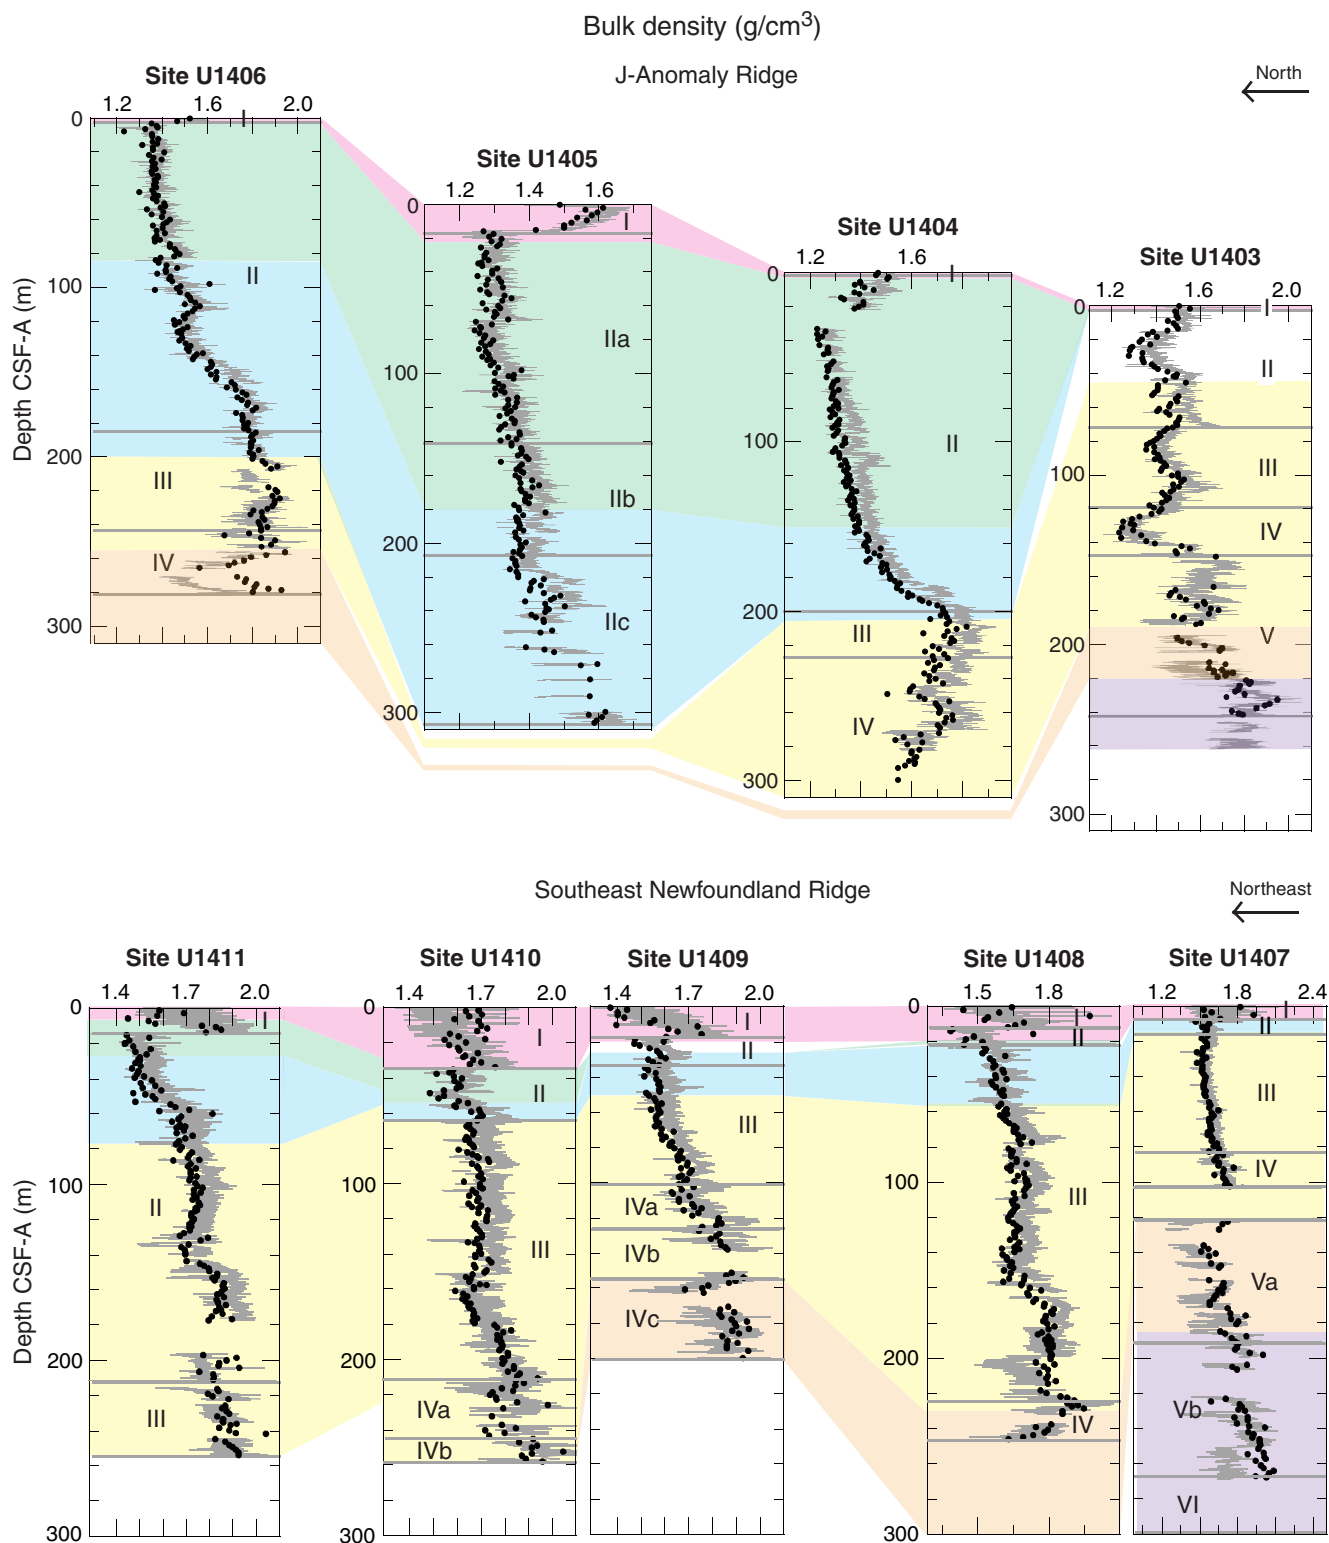 Bulk density (g/cm3)
J-Anomaly Ridge
North
Site U1406
1.2 1.6 2.0
Site U1405
1.2 1.4 1.6
Site U1404
1.2 1.6
Site U1403
1.2 1.6 2.0
Depth CSF-A (m)
0
100
200
300
I
II
III
IV
0
100
200
300
I
IIa
IIb
IIc
0
100
200
300
I
II
III
IV
0
100
200
300
I
II
III
IV
V
Southeast Newfoundland Ridge
Northeast
Site U1411
1.4 1.7 2.0
Site U1410
1.4 1.7 2.0
Site U1409
1.4 1.7 2.0
Site U1408
1.5 1.8
Site U1407
1.2 1.8 2.4
Depth CSF-A (m)
0
100
200
300
I
II
III
0
100
200
300
I
II
III
IVa
IVb
I
II
III
IVa
IVb
IVc
0
100
200
300
I
II
III
IV
I
II
III
IV
Va
Vb
VI